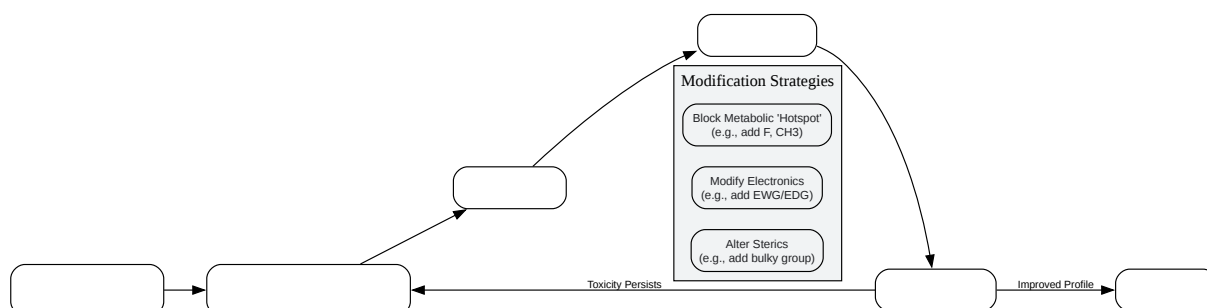 Modification Strategies
Block Metabolic 'Hotspot'
(e.g., add F, CH3)
Modify Electronics
(e.g., add EWG/EDG)
Alter Sterics
(e.g., add bulky group)
Toxicity Persists
Improved Profile